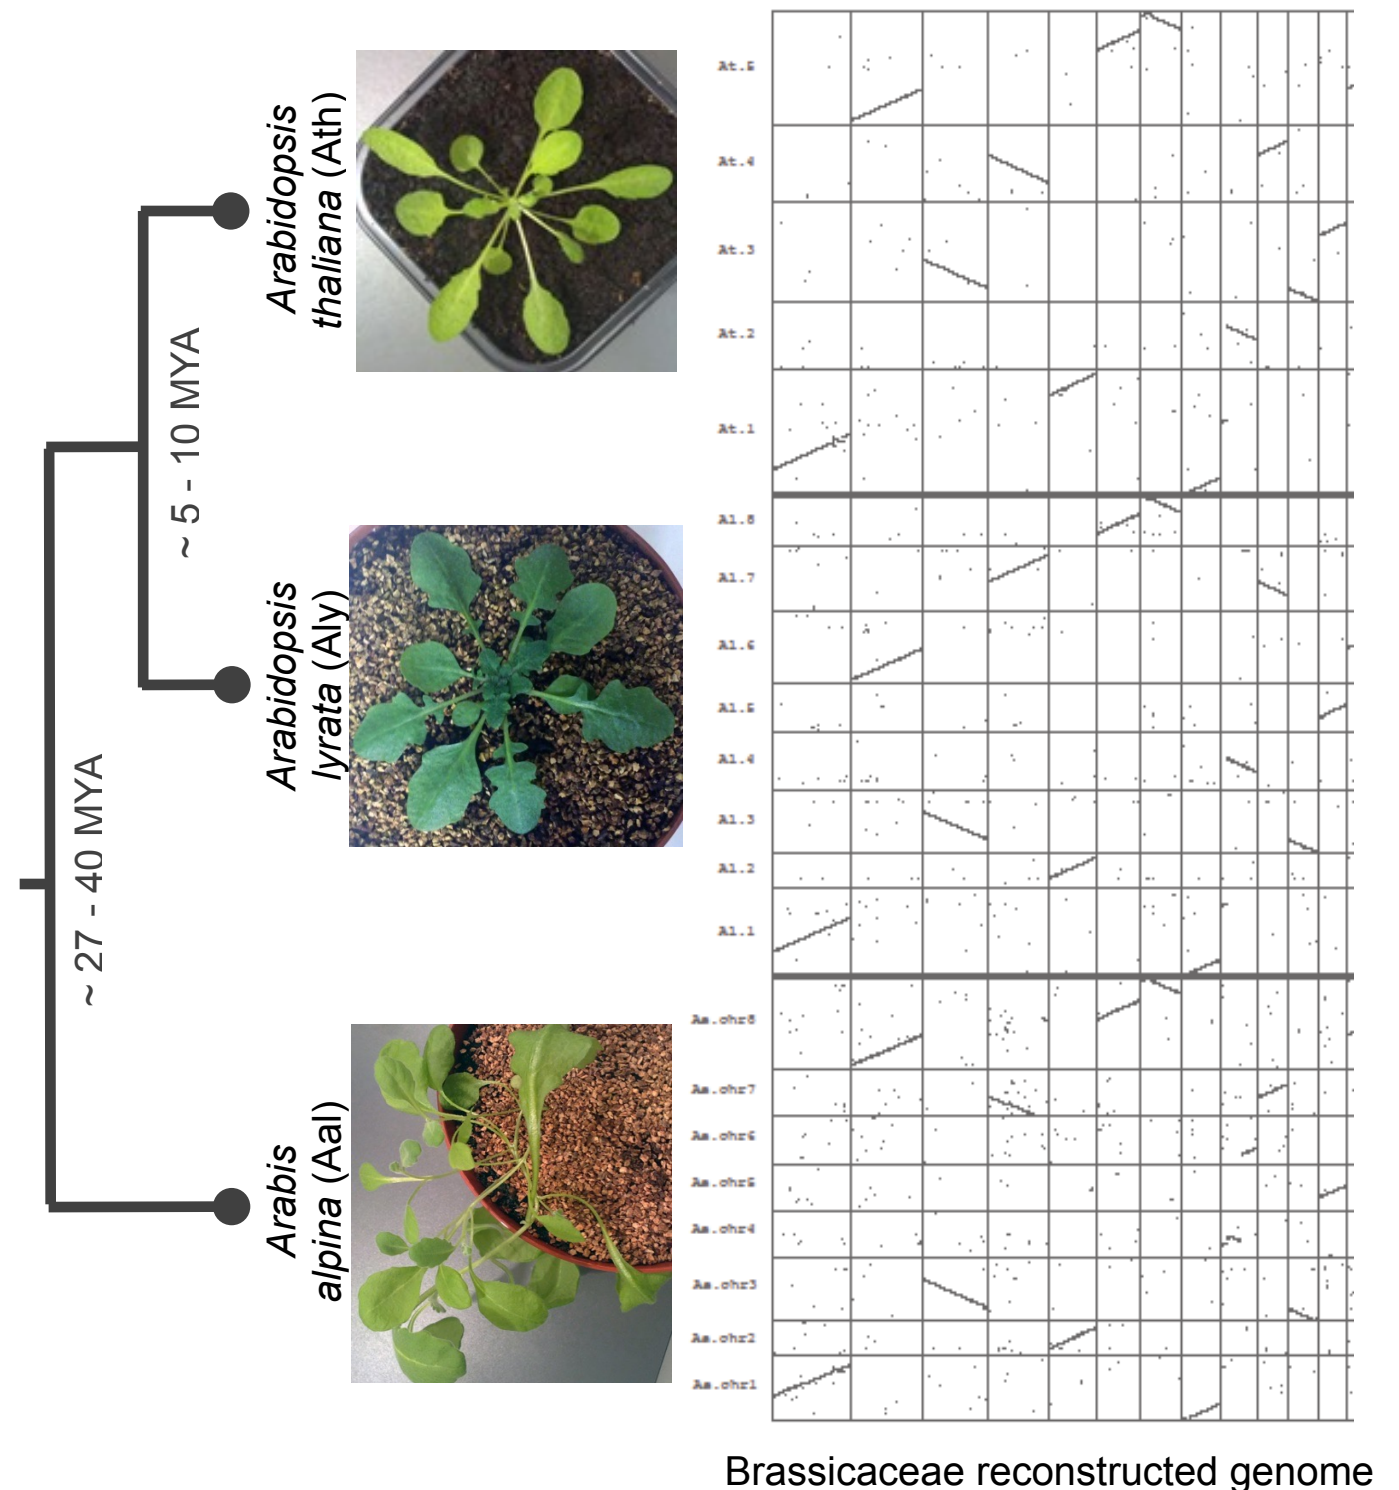 Arabidopsis
thaliana (Ath)
~ 5 - 10 MYA
Arabidopsis
lyrata (Aly)
~ 27 - 40 MYA
Arabis
alpina (Aal)
At.5
At.4
At.3
At.2
At.1
Al.8
Al.7
Al.6
Al.5
Al.4
Al.3
Al.2
Al.1
Aa.chr8
Aa.chr7
Aa.chr6
Aa.chr5
Aa.chr4
Aa.chr3
Aa.chr2
Aa.chr1
Brassicaceae reconstructed genome